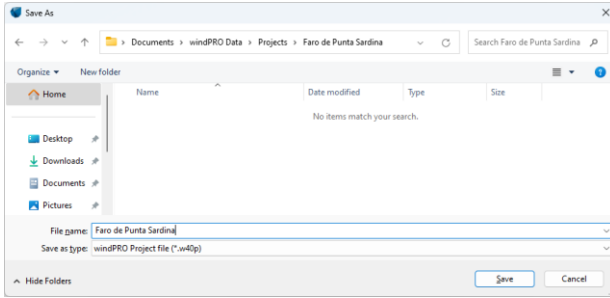 Save As
Documents > windPRO Data > Projects > Faro de Punta Sardina
Search Faro de Punta Sardina
Organize New folder
Home Name Date modified Type Size
No items match your search.
Desktop
Downloads
Documents
Pictures
File name: Faro de Punta Sardina
Save as type: windPRO Project file (*.w40p)
Hide Folders Save Cancel